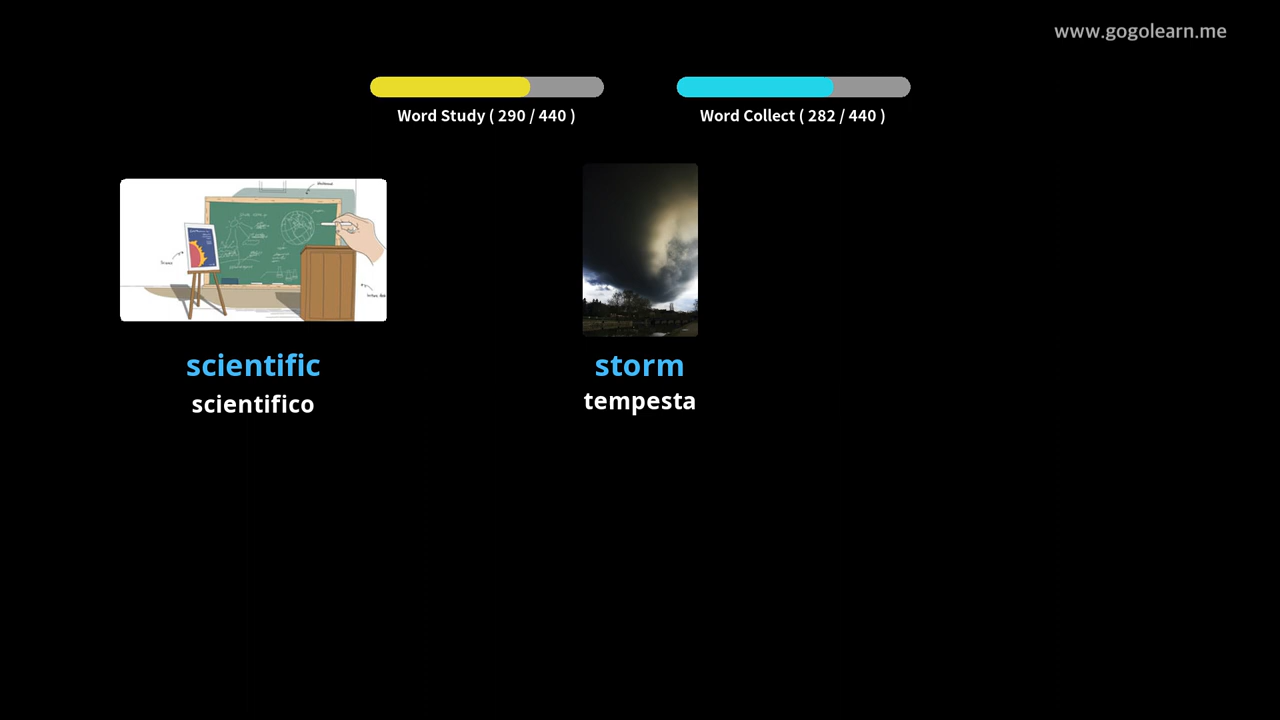 www.gogolearn.me
Word Study ( 290 / 440 )
Word Collect ( 282 / 440 )
scientific
scientifico
storm
tempesta